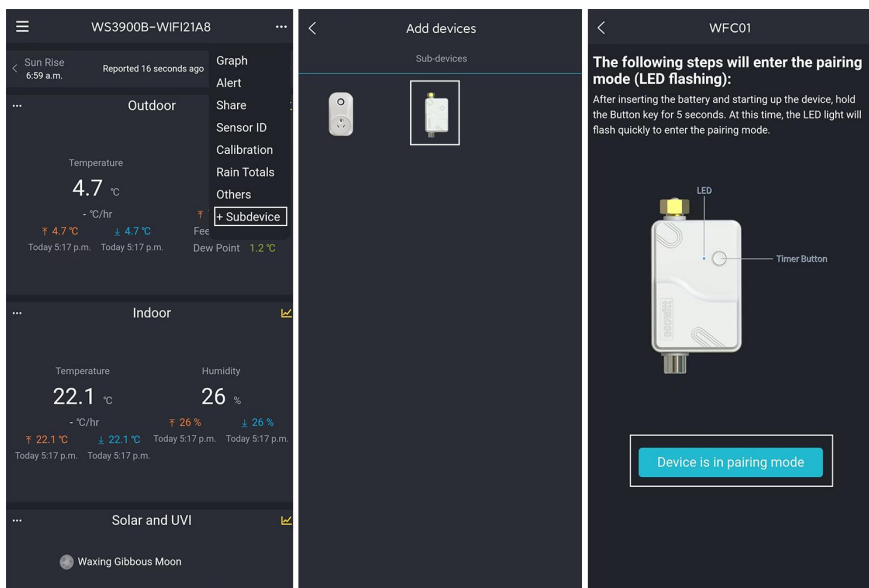 WS3900B-WIFI21A8
Sun Rise
6:59 a.m.
Reported 16 seconds ago
Graph
Alert
Share
Sensor ID
Calibration
Rain Totals
Others
+ Subdevice
Outdoor
Temperature
4.7 ℃
- ℃/hr
4.7 ℃
4.7 ℃
Fee
Today 5:17 p.m.
Today 5:17 p.m.
Dew Point 1.2 ℃
Indoor
Temperature
Humidity
22.1 ℃
26 %
- ℃/hr
26 %
26 %
22.1 ℃
22.1 ℃
Today 5:17 p.m.
Today 5:17 p.m.
Today 5:17 p.m.
Today 5:17 p.m.
Solar and UVI
Waxing Gibbous Moon
Add devices
Sub-devices
WFC01
The following steps will enter the pairing
mode (LED flashing):
After inserting the battery and starting up the device, hold
the Button key for 5 seconds. At this time, the LED light will
flash quickly to enter the pairing mode.
LED
Timer Button
ecowitt
Device is in pairing mode